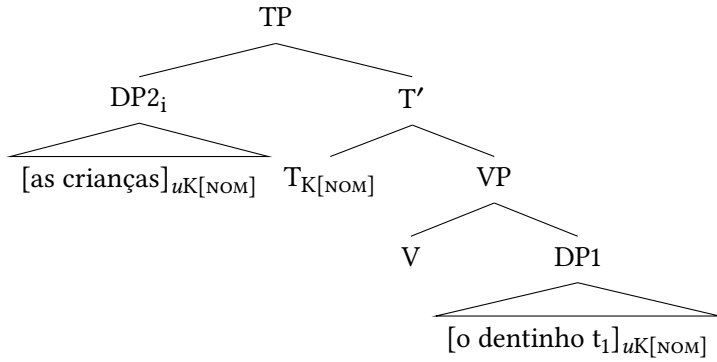 TP
DP2i T′
[as crianças]uK[NOM] TK[NOM] VP
V DP1
[o dentinho t1]uK[NOM]